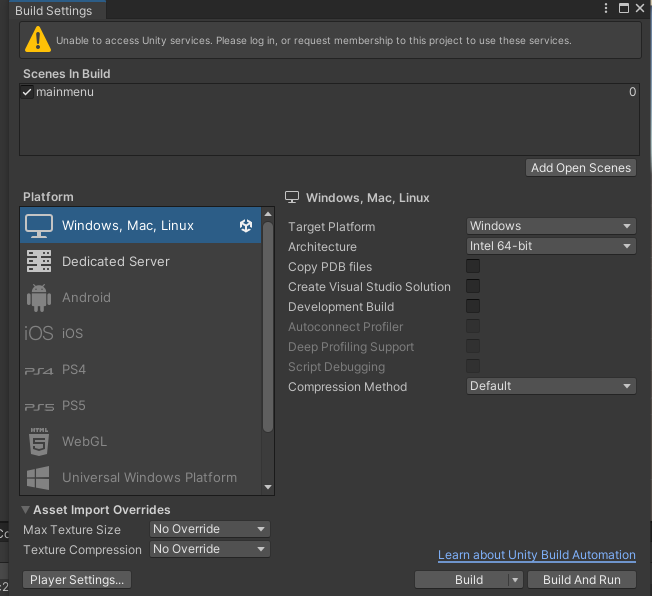 Build Settings
Unable to access Unity services. Please log in, or request membership to this project to use these services.
Scenes In Build
mainmenu 0
Add Open Scenes
Platform
Windows, Mac, Linux
Dedicated Server
Android
iOS iOS
PS4 PS4
PS5 PS5
5 WebGL
Universal Windows Platform
Windows, Mac, Linux
Target Platform Windows
Architecture Intel 64-bit
Copy PDB files
Create Visual Studio Solution
Development Build
Autoconnect Profiler
Deep Profiling Support
Script Debugging
Compression Method Default
Asset Import Overrides
Max Texture Size No Override
Texture Compression No Override
Learn about Unity Build Automation
Player Settings...
Build
Build And Run